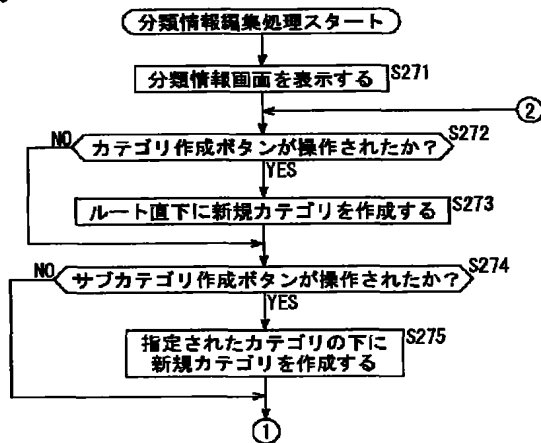 分類情報編集処理スタート
分類情報画面を表示する S271
②
NO カテゴリ作成ボタンが操作されたか? S272
YES
ルート直下に新規カテゴリを作成する S273
NO サブカテゴリ作成ボタンが操作されたか? S274
YES
指定されたカテゴリの下に S275
新規カテゴリを作成する
①